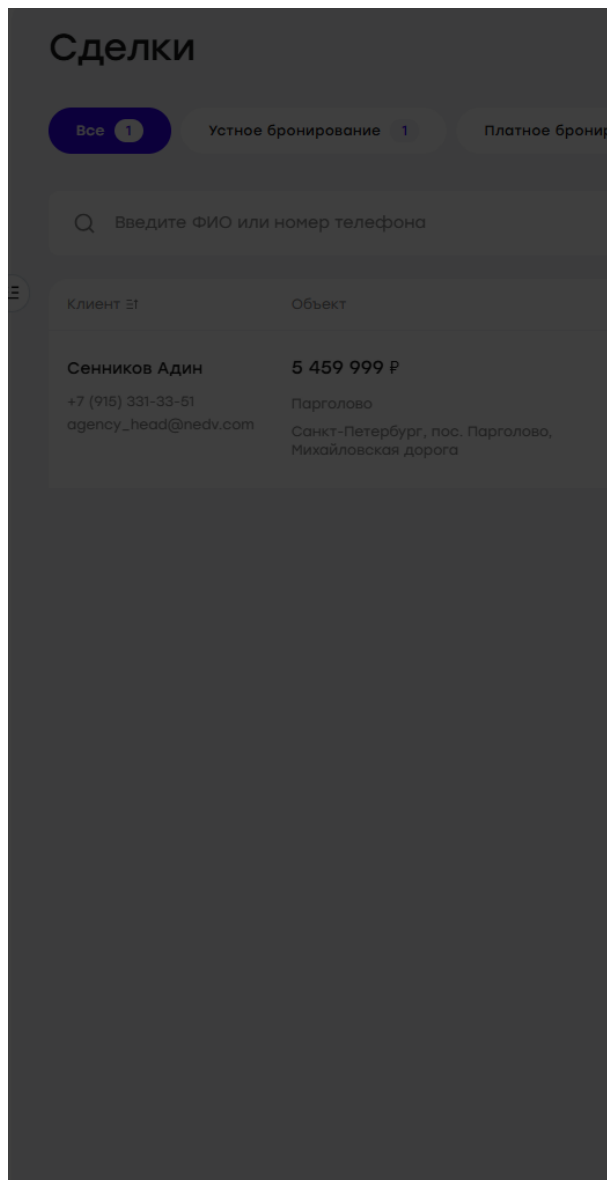 Сделки
Все 1
Устное бронирование 1
Платное брони
Введите ФИО или номер телефона
Клиент
Объект
Сенников Адин
+7 (915) 331-33-51
agency_head@nedv.com
5 459 999 ₽
Парголово
Санкт-Петербург, пос. Парголово,
Михайловская дорога